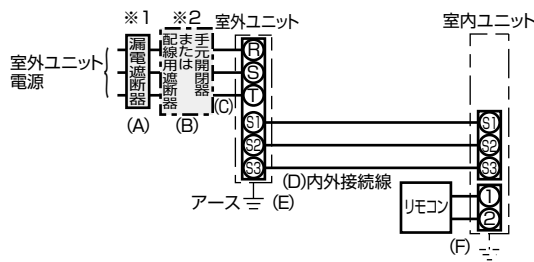 ※1
※2
室外ユニット
室内ユニット
室外ユニット
電源
漏電遮断器
手元開閉器
または
配線用遮断器
(A)
(B)
(C)
R
S
T
S1
S2
S3
S1
S2
S3
(D)内外接続線
アース
(E)
リモコン
1
2
(F)